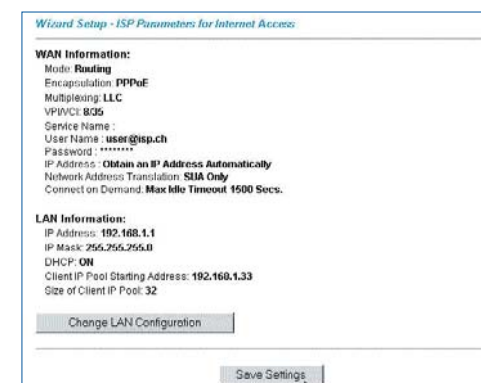 Wizard Setup - ISP Parameters for Internet Access
WAN Information:
Mode: Routing
Encapsulation: PPPoE
Multiplexing: LLC
VPI/VCI: 8/35
Service Name :
User Name : user@isp.ch
Password : ********
IP Address : Obtain an IP Address Automatically
Network Address Translation: SUA Only
Connect on Demand: Max Idle Timeout 1500 Secs.
LAN Information:
IP Address: 192.168.1.1
IP Mask: 255.255.255.0
DHCP: ON
Client IP Pool Starting Address: 192.168.1.33
Size of Client IP Pool: 32
Change LAN Configuration
Save Settings